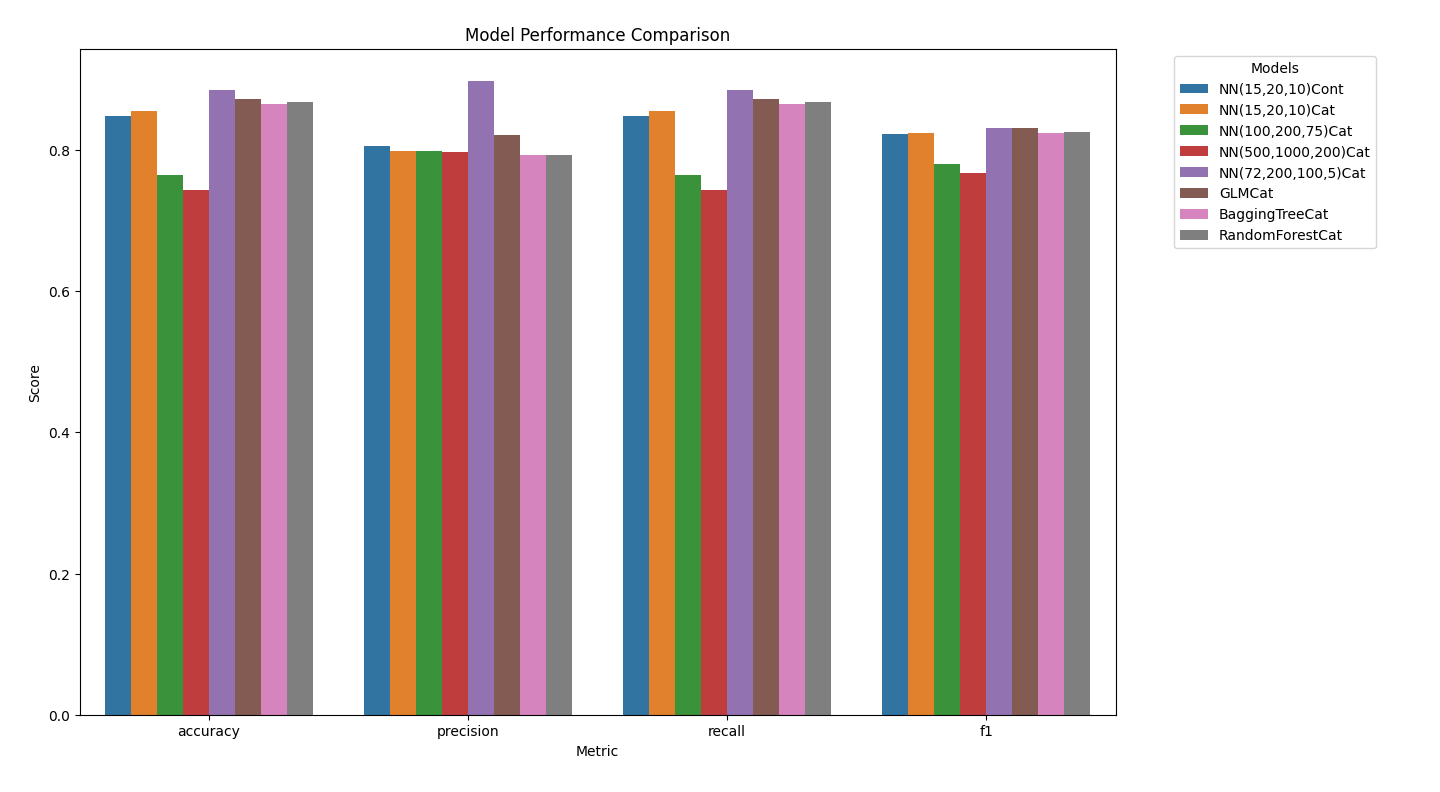 Model Performance Comparison
Score
0.8
0.6
0.4
0.2
0.0
accuracy precision recall f1
Metric
Models
NN(15,20,10)Cont
NN(15,20,10)Cat
NN(100,200,75)Cat
NN(500,1000,200)Cat
NN(72,200,100,5)Cat
GLMCat
BaggingTreeCat
RandomForestCat